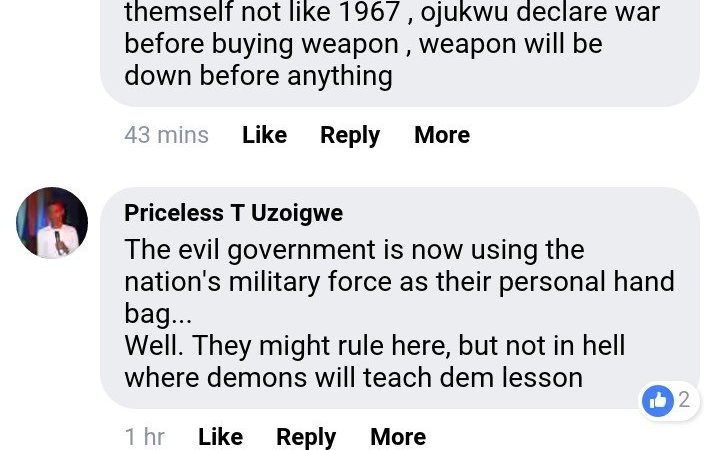 themself not like 1967 , ojukwu declare war
before buying weapon , weapon will be
down before anything
43 mins Like Reply More
Priceless T Uzoigwe
The evil government is now using the
nation's military force as their personal hand
bag...
Well. They might rule here, but not in hell
where demons will teach dem lesson
2
1 hr Like Reply More